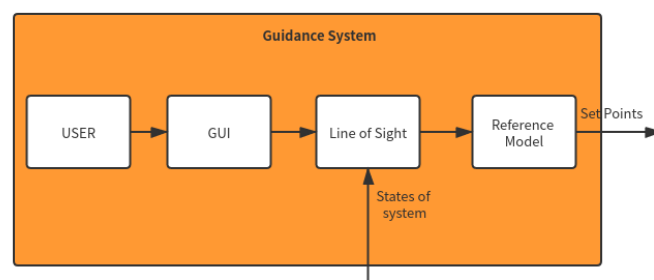 Guidance System
USER
GUI
Line of Sight
Reference
Model
Set Points
States of
system